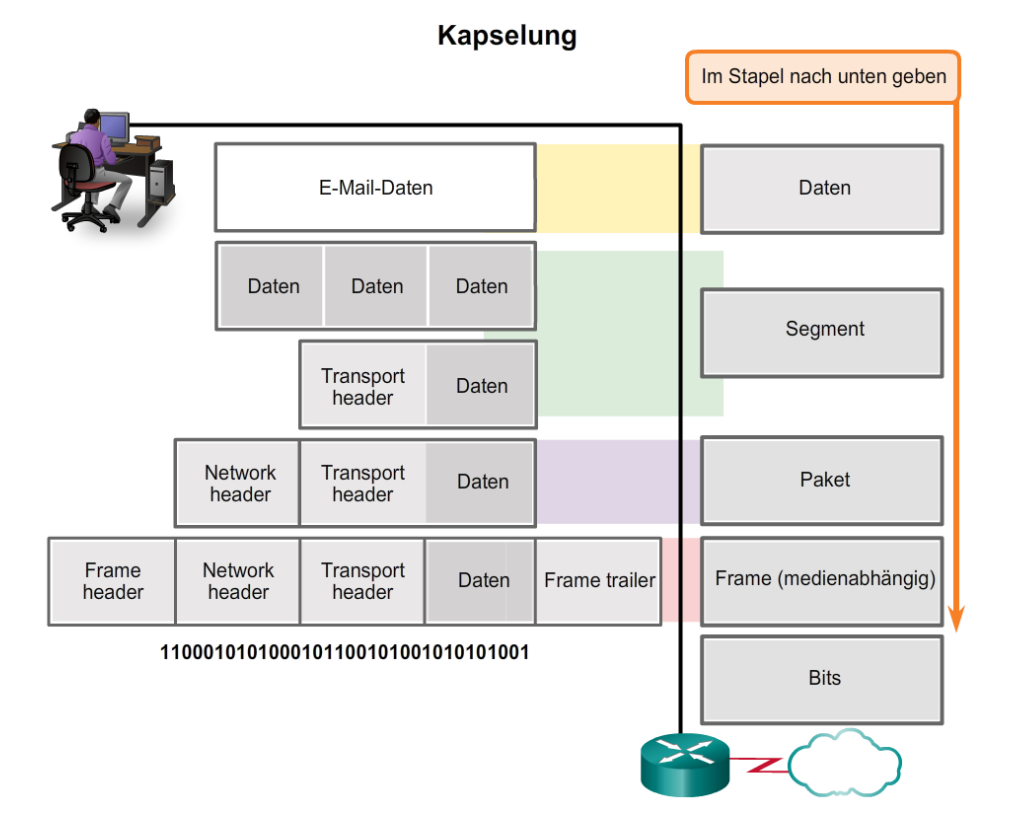 Kapselung
Im Stapel nach unten geben
E-Mail-Daten
Daten
Daten Daten Daten
Segment
Transport
header
Daten
Network
header
Transport
header
Daten
Paket
Frame
header
Network
header
Transport
header
Daten
Frame trailer
Frame (medienabhängig)
1100010101000101100101001010101001
Bits